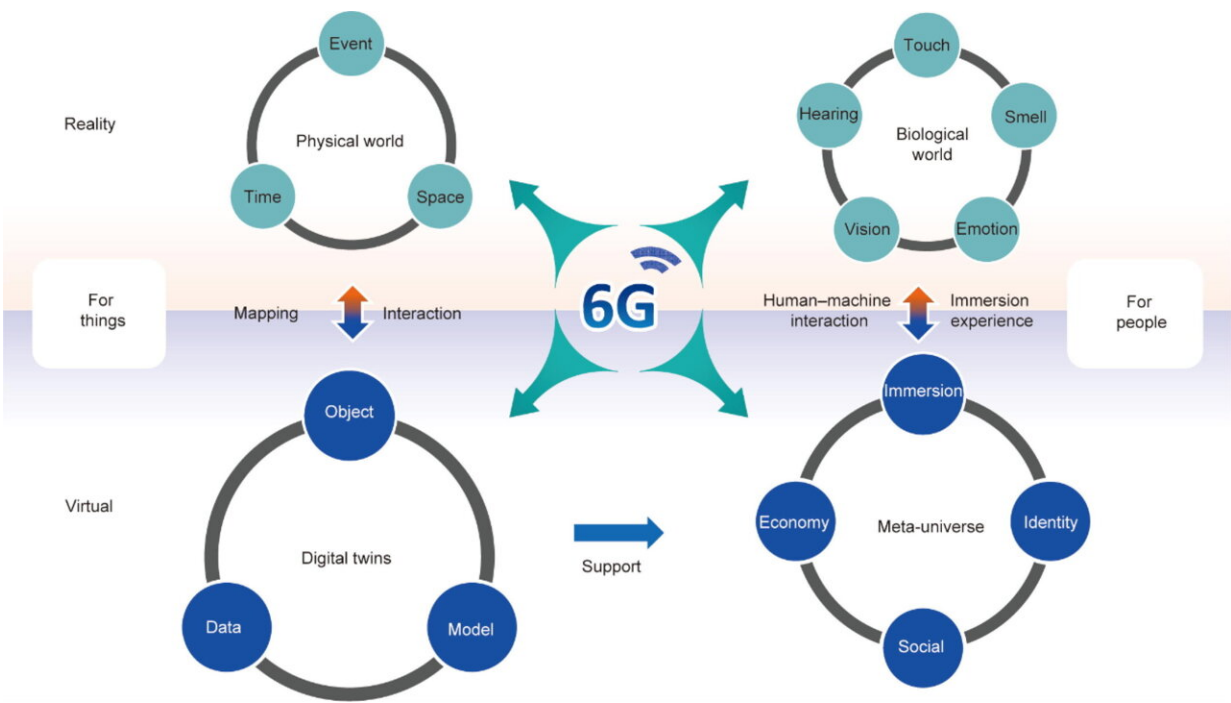 Event
Touch
Hearing
Smell
Reality
Physical world
Biological
world
Time
Space
Vision
Emotion
For
things
Mapping
Interaction
6G
Human–machine
interaction
Immersion
experience
For
people
Object
Immersion
Virtual
Economy
Meta-universe
Identity
Digital twins
Support
Data
Model
Social